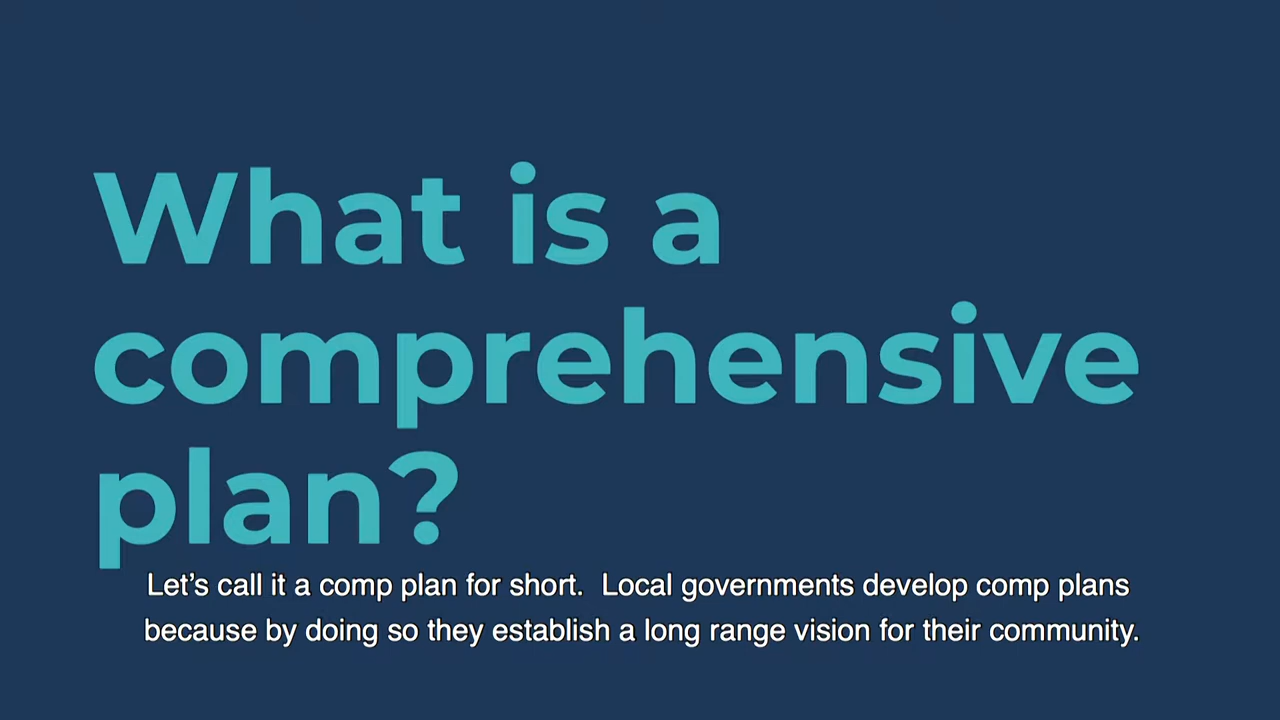 What is a
comprehensive
plan?
Let’s call it a comp plan for short.  Local governments develop comp plans
because by doing so they establish a long range vision for their community.